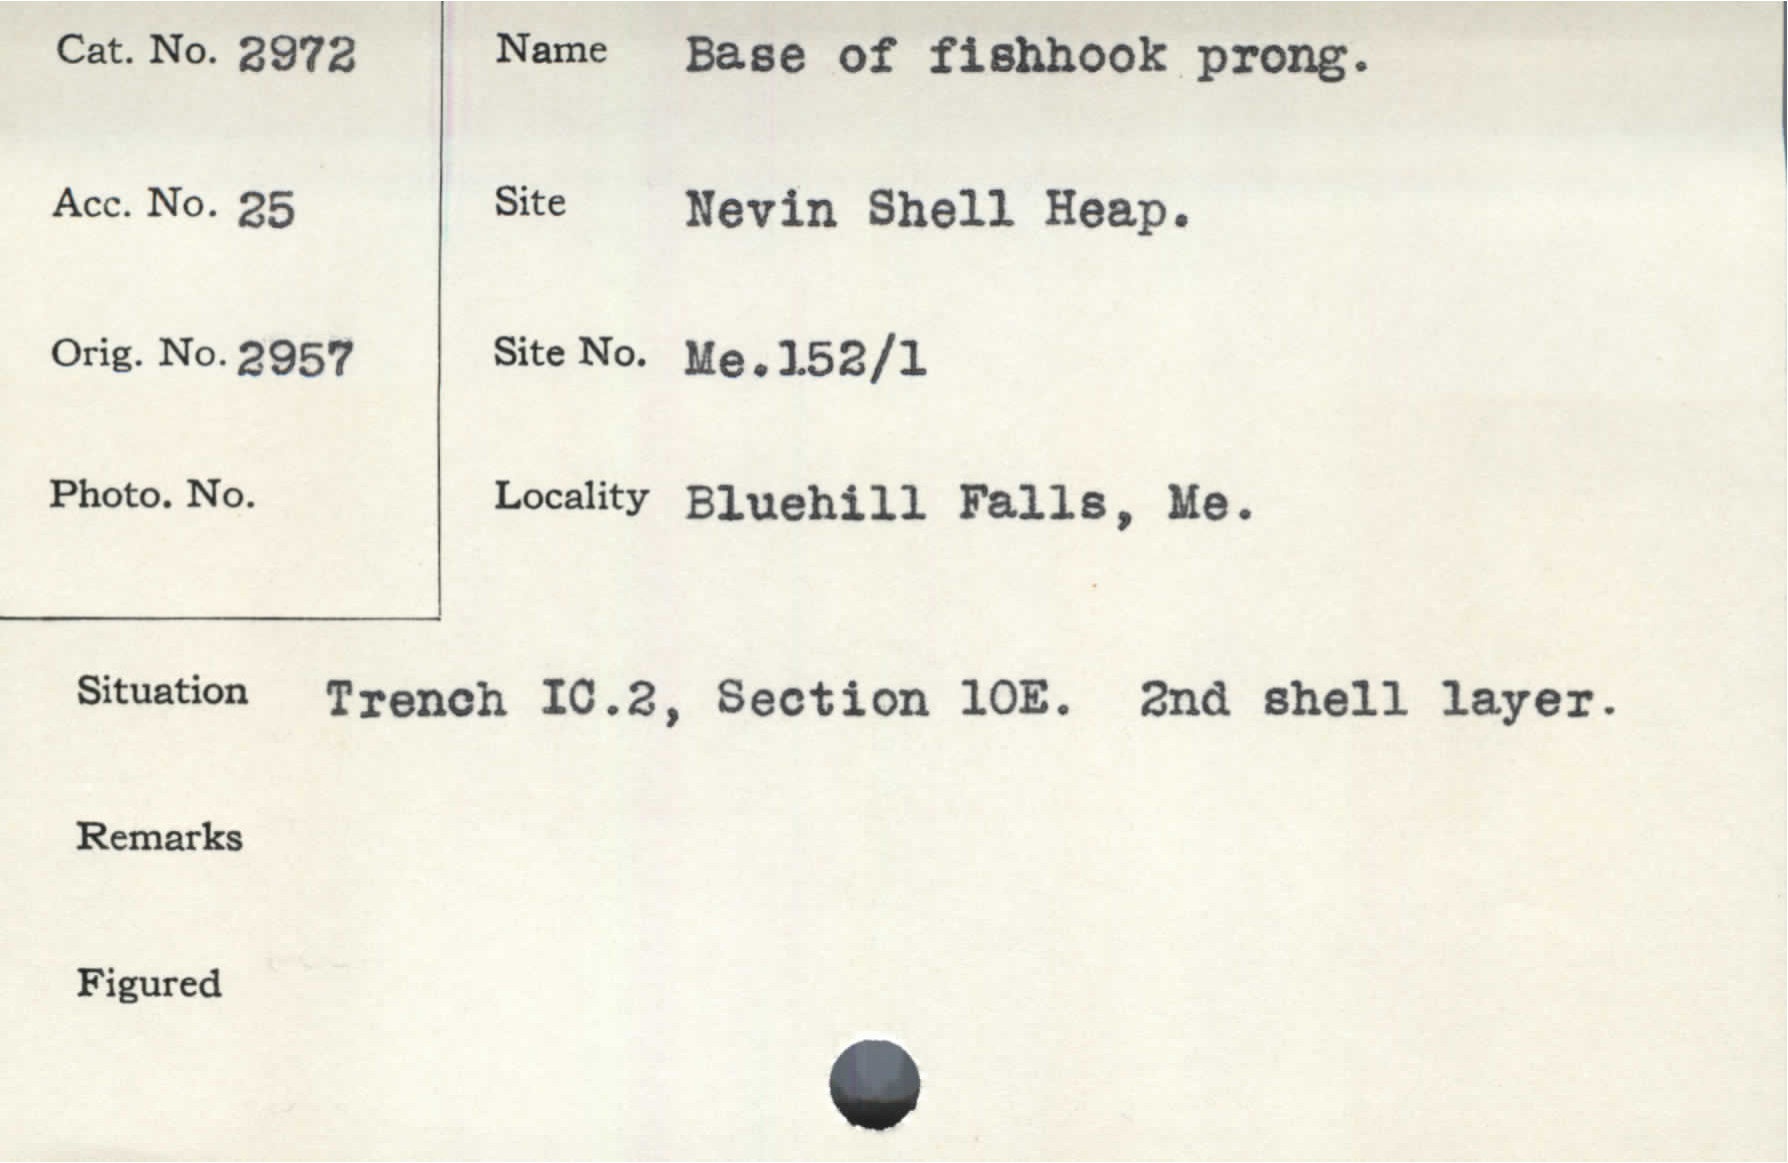 Cat. No. 2972
Name Base of fishhook prong.
Acc. No. 25
Site Nevin Shell Heap.
Orig. No. 2957
Site No. Me.152/1
Photo. No.
Locality Bluehill Falls, Me.
Situation Trench IC.2, Section 10E. 2nd shell layer.
Remarks
Figured